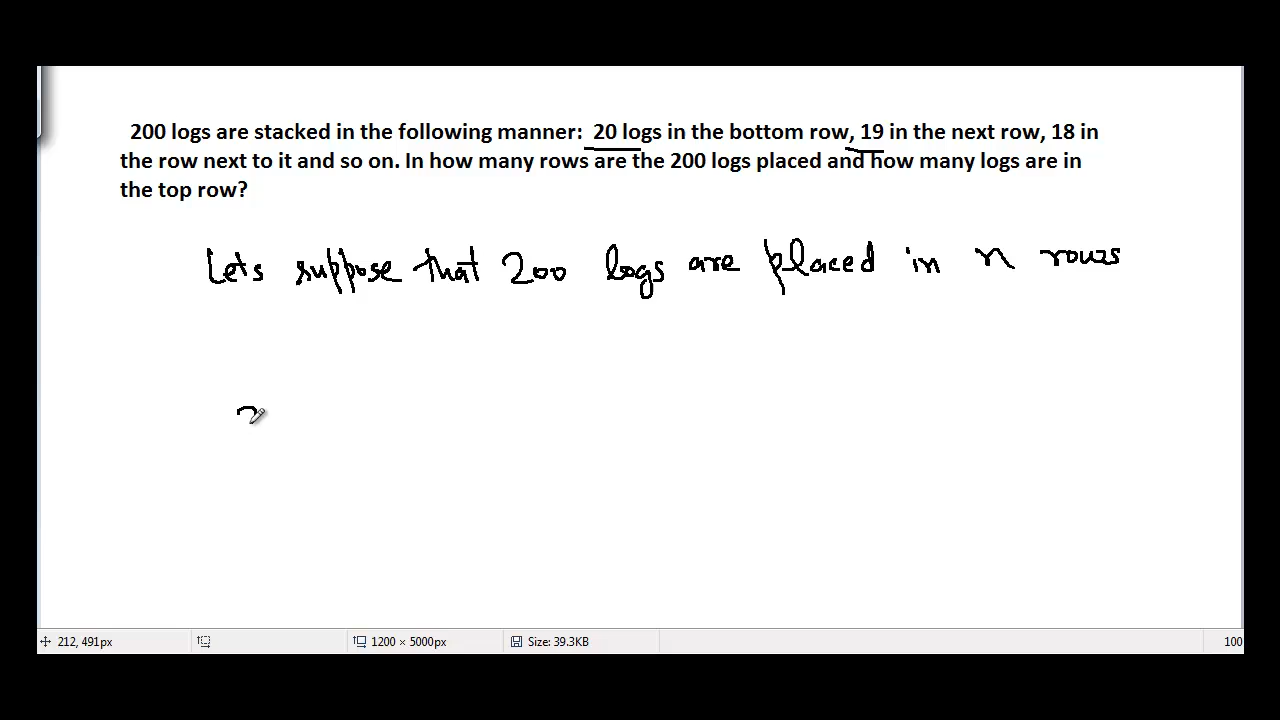 200 logs are stacked in the following manner: 20 logs in the bottom row, 19 in the next row, 18 in
the row next to it and so on. In how many rows are the 200 logs placed and how many logs are in
the top row?
Lets suppose that 200 logs are placed in n rows
212, 491px
1200 × 5000px
Size: 39.3KB
100